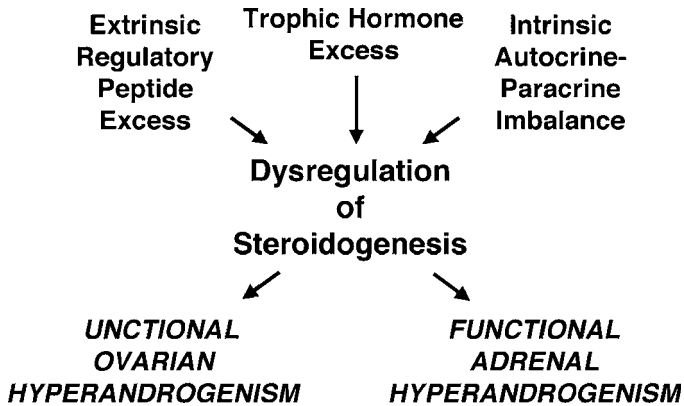 Extrinsic
Regulatory
Peptide
Excess
Trophic Hormone
Excess
Intrinsic
Autocrine-
Paracrine
Imbalance
Dysregulation
of
Steroidogenesis
UNCTIONAL
OVARIAN
HYPERANDROGENISM
FUNCTIONAL
ADRENAL
HYPERANDROGENISM